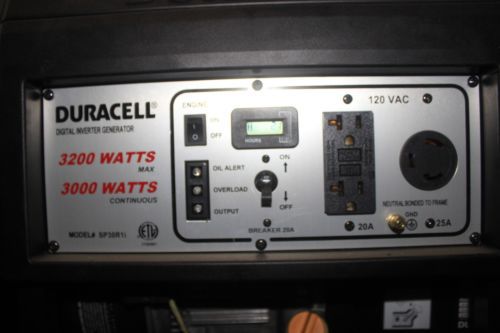 DURACELL
DIGITAL INVERTER GENERATOR
3200 WATTS
MAX
3000 WATTS
CONTINUOUS
MODEL# SP30R1i
ETL
ENGINE
ON
OFF
HOURS
OIL ALERT
OVERLOAD
OUTPUT
ON
OFF
BREAKER 20A
120 VAC
NEUTRAL BONDED TO FRAME
GND
20A
25A